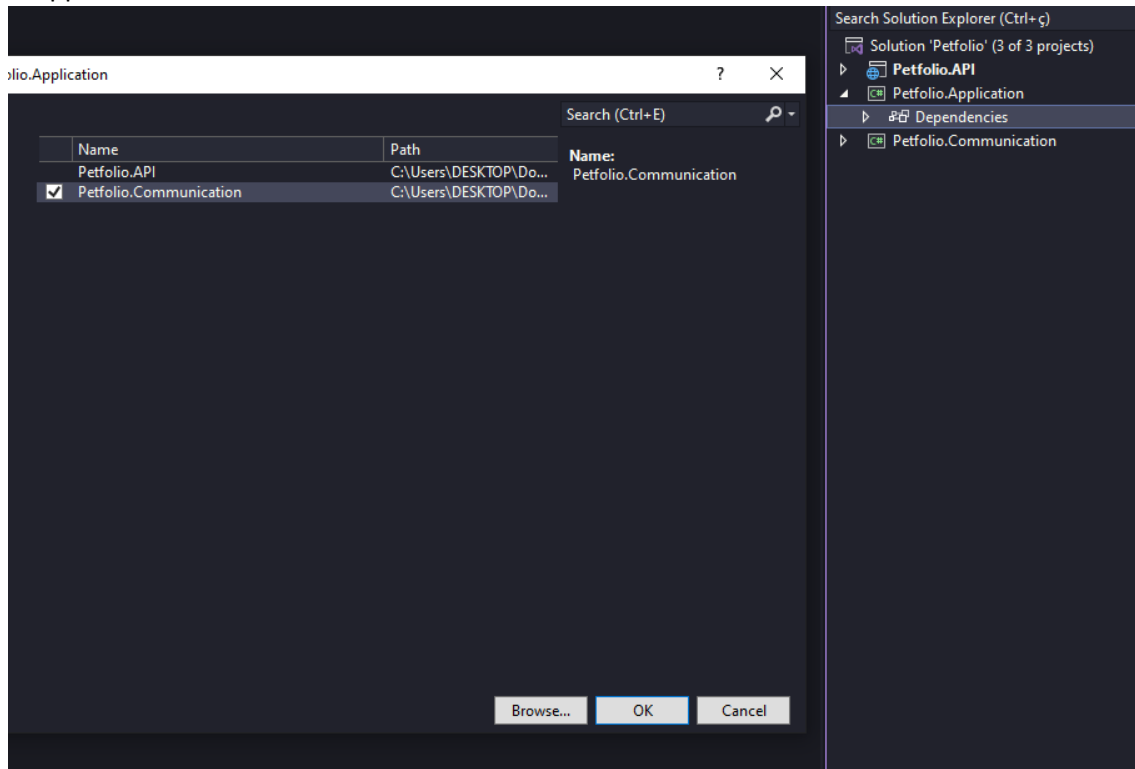 Search Solution Explorer (Ctrl+ç)
Solution 'Petfolio' (3 of 3 projects)
Petfolio.API
Petfolio.Application
Dependencies
Petfolio.Communication
olio.Application ? ×
Search (Ctrl+E)
Name Path
Petfolio.API C:\Users\DESKTOP\Do...
Petfolio.Communication C:\Users\DESKTOP\Do...
Name:
Petfolio.Communication
Browse... OK Cancel